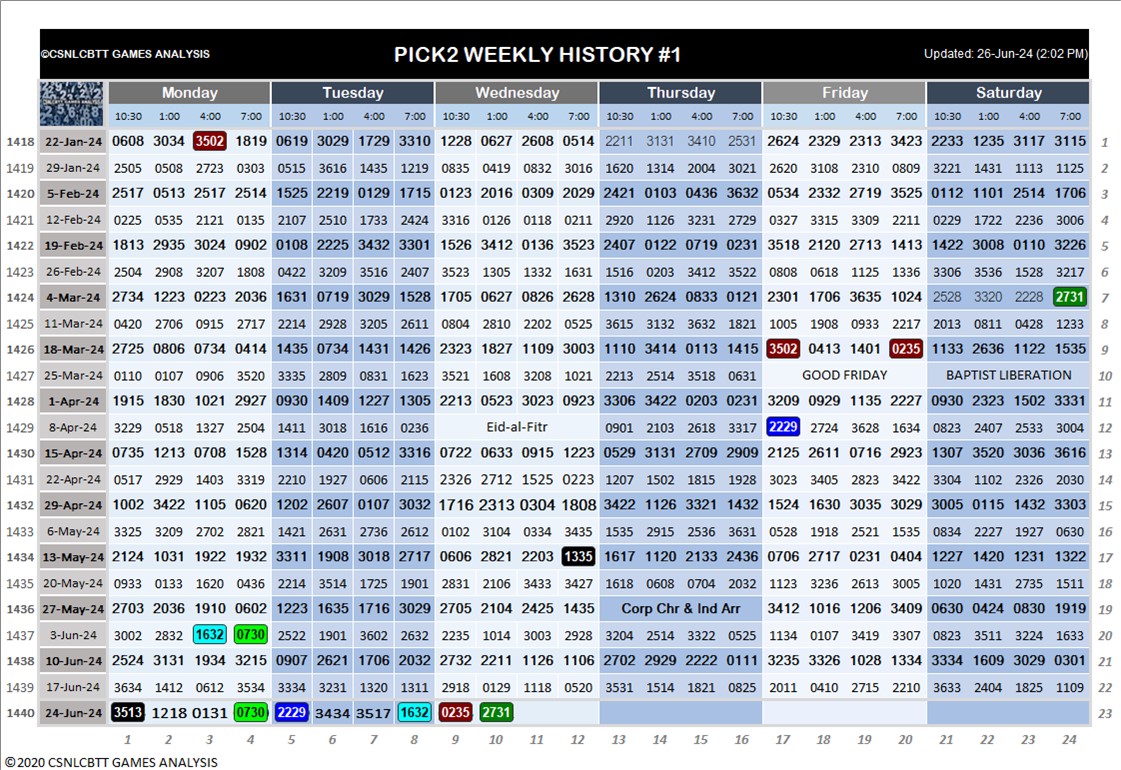 ©CSNLCBTT GAMES ANALYSIS PICK2 WEEKLY HISTORY #1 Updated: 26-Jun-24 (2:02 PM)
Monday Tuesday Wednesday Thursday Friday Saturday
10:30 1:00 4:00 7:00 10:30 1:00 4:00 7:00 10:30 1:00 4:00 7:00 10:30 1:00 4:00 7:00 10:30 1:00 4:00 7:00 10:30 1:00 4:00 7:00
1418 22-Jan-24 0608 3034 3502 1819 0619 3029 1729 3310 1228 0627 2608 0514 2211 3131 3410 2531 2624 2329 2313 3423 2233 1235 3117 3115 1
1419 29-Jan-24 2505 0508 2723 0303 0515 3616 1435 1219 0835 0419 0832 3016 1620 1314 2004 3021 2620 3108 2310 0809 3221 1431 1113 1125 2
1420 5-Feb-24 2517 0513 2517 2514 1525 2219 0129 1715 0123 2016 0309 2029 2421 0103 0436 3632 0534 2332 2719 3525 0112 1101 2514 1706 3
1421 12-Feb-24 0225 0535 2121 0135 2107 2510 1733 2424 3316 0126 0118 0211 2920 1126 3231 2729 0327 3315 3309 2211 0229 1722 2236 3006 4
1422 19-Feb-24 1813 2935 3024 0902 0108 2225 3432 3301 1526 3412 0136 3523 2407 0122 0719 0231 3518 2120 2713 1413 1422 3008 0110 3226 5
1423 26-Feb-24 2504 2908 3207 1808 0422 3209 3516 2407 3523 1305 1332 1631 1516 0203 3412 3522 0808 0618 1125 1336 3306 3536 1528 3217 6
1424 4-Mar-24 2734 1223 0223 2036 1631 0719 3029 1528 1705 0627 0826 2628 1310 2624 0833 0121 2301 1706 3635 1024 2528 3320 2228 2731 7
1425 11-Mar-24 0420 2706 0915 2717 2214 2928 3205 2611 0804 2810 2202 0525 3615 3132 3632 1821 1005 1908 0933 2217 2013 0811 0428 1233 8
1426 18-Mar-24 2725 0806 0734 0414 1435 0734 1431 1426 2323 1827 1109 3003 1110 3414 0113 1415 3502 0413 1401 0235 1133 2636 1122 1535 9
1427 25-Mar-24 0110 0107 0906 3520 3335 2809 0831 1623 3521 1608 3208 1021 2213 2514 3518 0631 GOOD FRIDAY BAPTIST LIBERATION 10
1428 1-Apr-24 1915 1830 1021 2927 0930 1409 1227 1305 2213 0523 3023 0923 3306 3422 0203 0231 3209 0929 1135 2227 0930 2323 1502 3331 11
1429 8-Apr-24 3229 0518 1327 2504 1411 3018 1616 0236 Eid-al-Fitr 0901 2103 2618 3317 2229 2724 3628 1634 0823 2407 2533 3004 12
1430 15-Apr-24 0735 1213 0708 1528 1314 0420 0512 3316 0722 0633 0915 1223 0529 3131 2709 2909 2125 2611 0716 2923 1307 3520 3036 3616 13
1431 22-Apr-24 0517 2929 1403 3319 2210 1927 0606 2115 2326 2712 1525 0223 1207 1502 1815 1928 3023 3405 2823 3422 3304 1102 2326 2030 14
1432 29-Apr-24 1002 3422 1105 0620 1202 2607 0107 3032 1716 2313 0304 1808 3422 1126 3321 1432 1524 1630 3035 3029 3005 0115 1432 3303 15
1433 6-May-24 3325 3209 2702 2821 1421 2631 2736 2612 0102 3104 0334 3435 1535 2915 2536 3631 0528 1918 2521 1535 0834 2227 1927 0630 16
1434 13-May-24 2124 1031 1922 1932 3311 1908 3018 2717 0606 2821 2203 1335 1617 1120 2133 2436 0706 2717 0231 0404 1227 1420 1231 1322 17
1435 20-May-24 0933 0133 1620 0436 2214 3514 1725 1901 2831 2106 3433 3427 1618 0608 0704 2032 1123 3236 2613 3005 1020 1431 2735 1511 18
1436 27-May-24 2703 2036 1910 0602 1223 1635 1716 3029 2705 2104 2425 1435 Corp Chr & Ind Arr 3412 1016 1206 3409 0630 0424 0830 1919 19
1437 3-Jun-24 3002 2832 1632 0730 2522 1901 3602 2632 2235 1014 3003 2928 3204 2514 3322 0525 1134 0107 3419 3307 0823 3511 3224 1633 20
1438 10-Jun-24 2524 3131 1934 3215 0907 2621 1706 2032 2732 2211 1126 1106 2702 2929 2222 0111 3235 3326 1028 1334 3334 1609 3029 0301 21
1439 17-Jun-24 3634 1412 0612 3534 3334 3231 1320 1311 2918 0129 1118 0520 3531 1514 1821 0825 2011 0410 2715 2210 3633 2404 1825 1109 22
1440 24-Jun-24 3513 1218 0131 0730 2229 3434 3517 1632 0235 2731 23
1 2 3 4 5 6 7 8 9 10 11 12 13 14 15 16 17 18 19 20 21 22 23 24
©2020 CSNLCBTT GAMES ANALYSIS